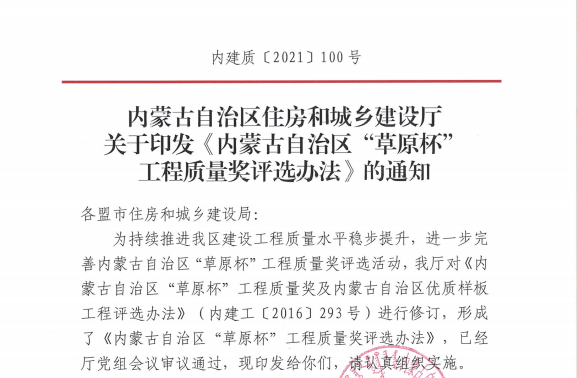 内建质〔2021〕100号
内蒙古自治区住房和城乡建设厅
关于印发《内蒙古自治区“草原杯”
工程质量奖评选办法》的通知
各盟市住房和城乡建设局：
为持续推进我区建设工程质量水平稳步提升，进一步完
善内蒙古自治区“草原杯”工程质量奖评选活动，我厅对《内
蒙古自治区“草原杯”工程质量奖及内蒙古自治区优质样板
工程评选办法》（内建工〔2016〕293号）进行修订，形成
了《内蒙古自治区“草原杯”工程质量奖评选办法》，已经
厅党组会议审议通过，现印发给你们，请认真组织实施。